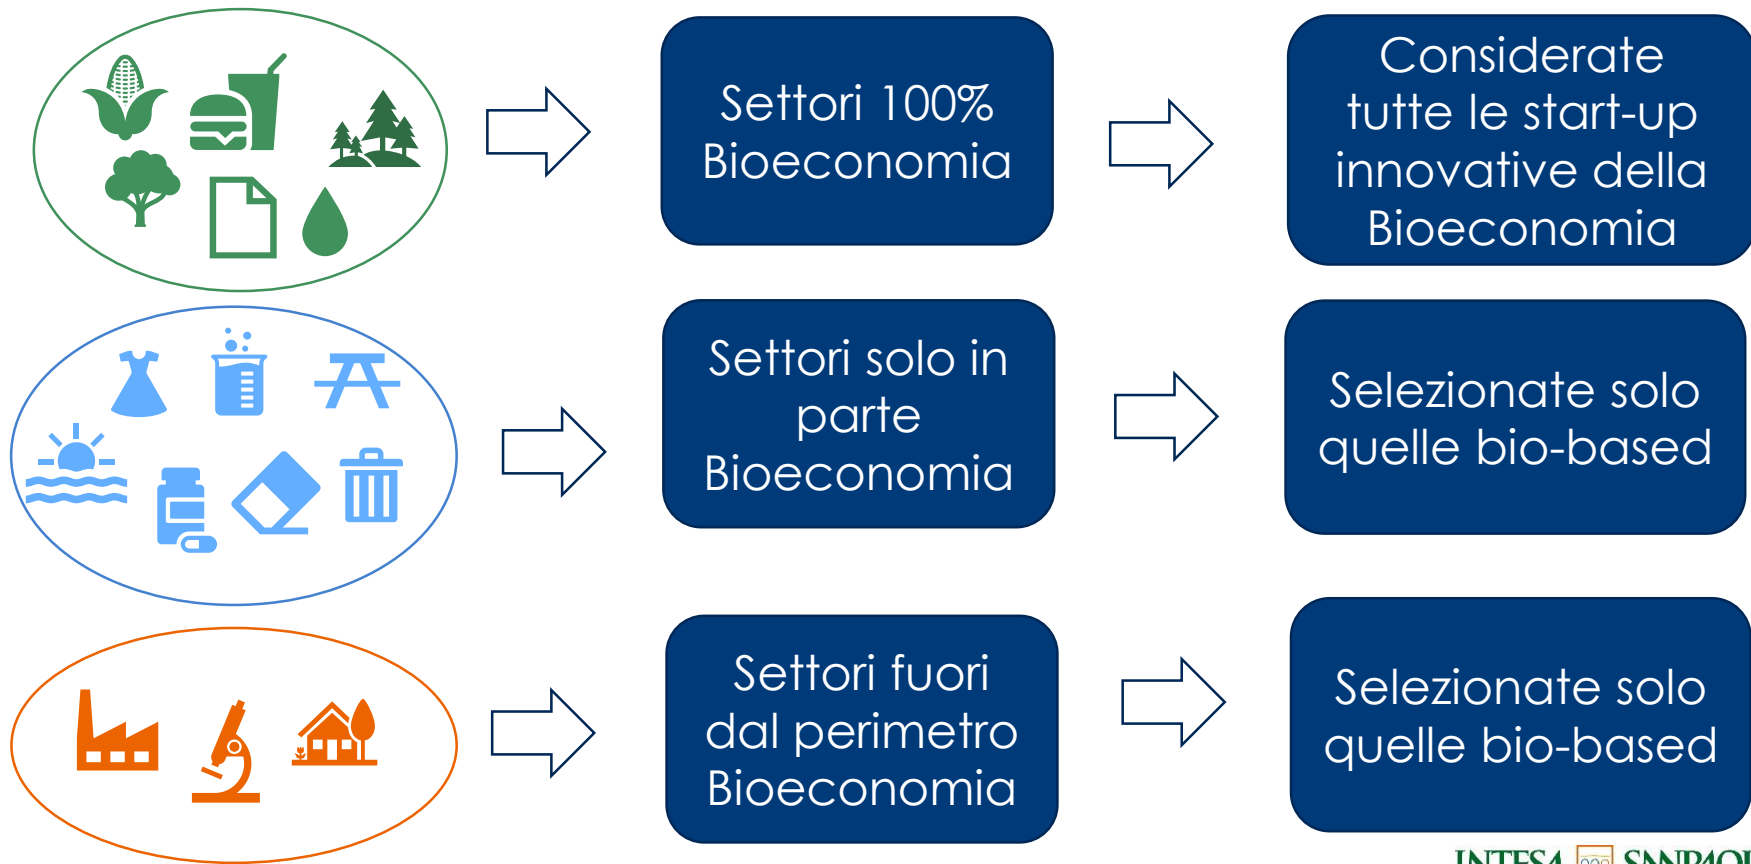 Settori 100%
Bioeconomia
Considerate
tutte le start-up
innovative della
Bioeconomia
Settori solo in
parte
Bioeconomia
Selezionate solo
quelle bio-based
Settori fuori
dal perimetro
Bioeconomia
Selezionate solo
quelle bio-based
INTESA